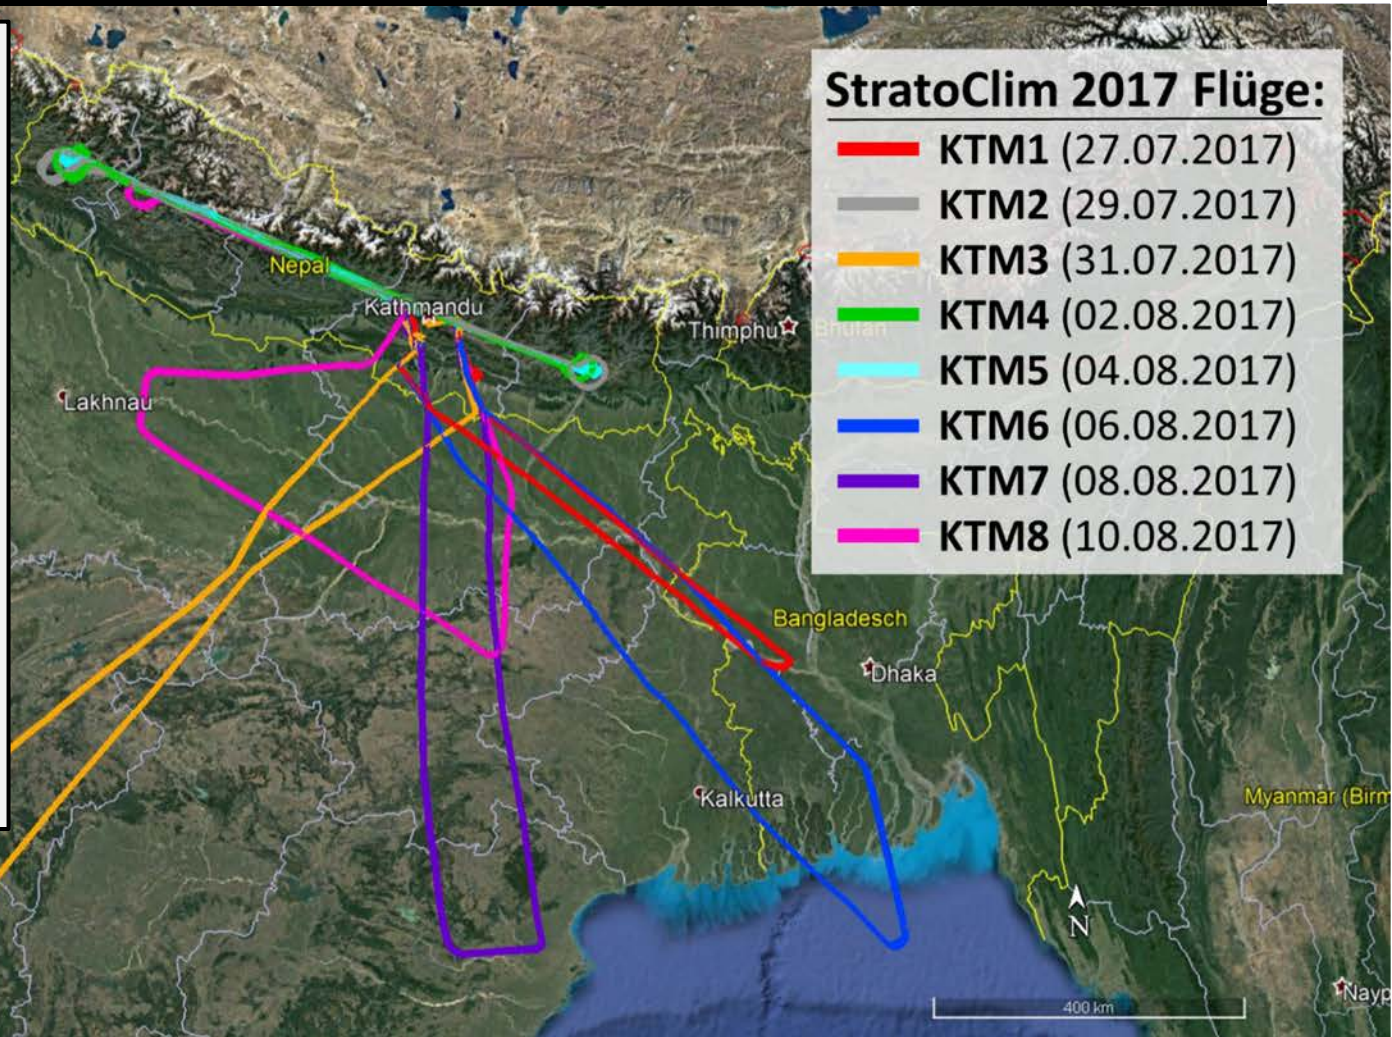 StratoClim 2017 Flüge:
KTM1 (27.07.2017)
KTM2 (29.07.2017)
KTM3 (31.07.2017)
KTM4 (02.08.2017)
KTM5 (04.08.2017)
KTM6 (06.08.2017)
KTM7 (08.08.2017)
KTM8 (10.08.2017)
Nepal
Kathmandu
Thimphu
Bhutan
Lakhnau
Bangladesch
Dhaka
Kalkutta
Myanmar (Birm
N
Nayp
400 km